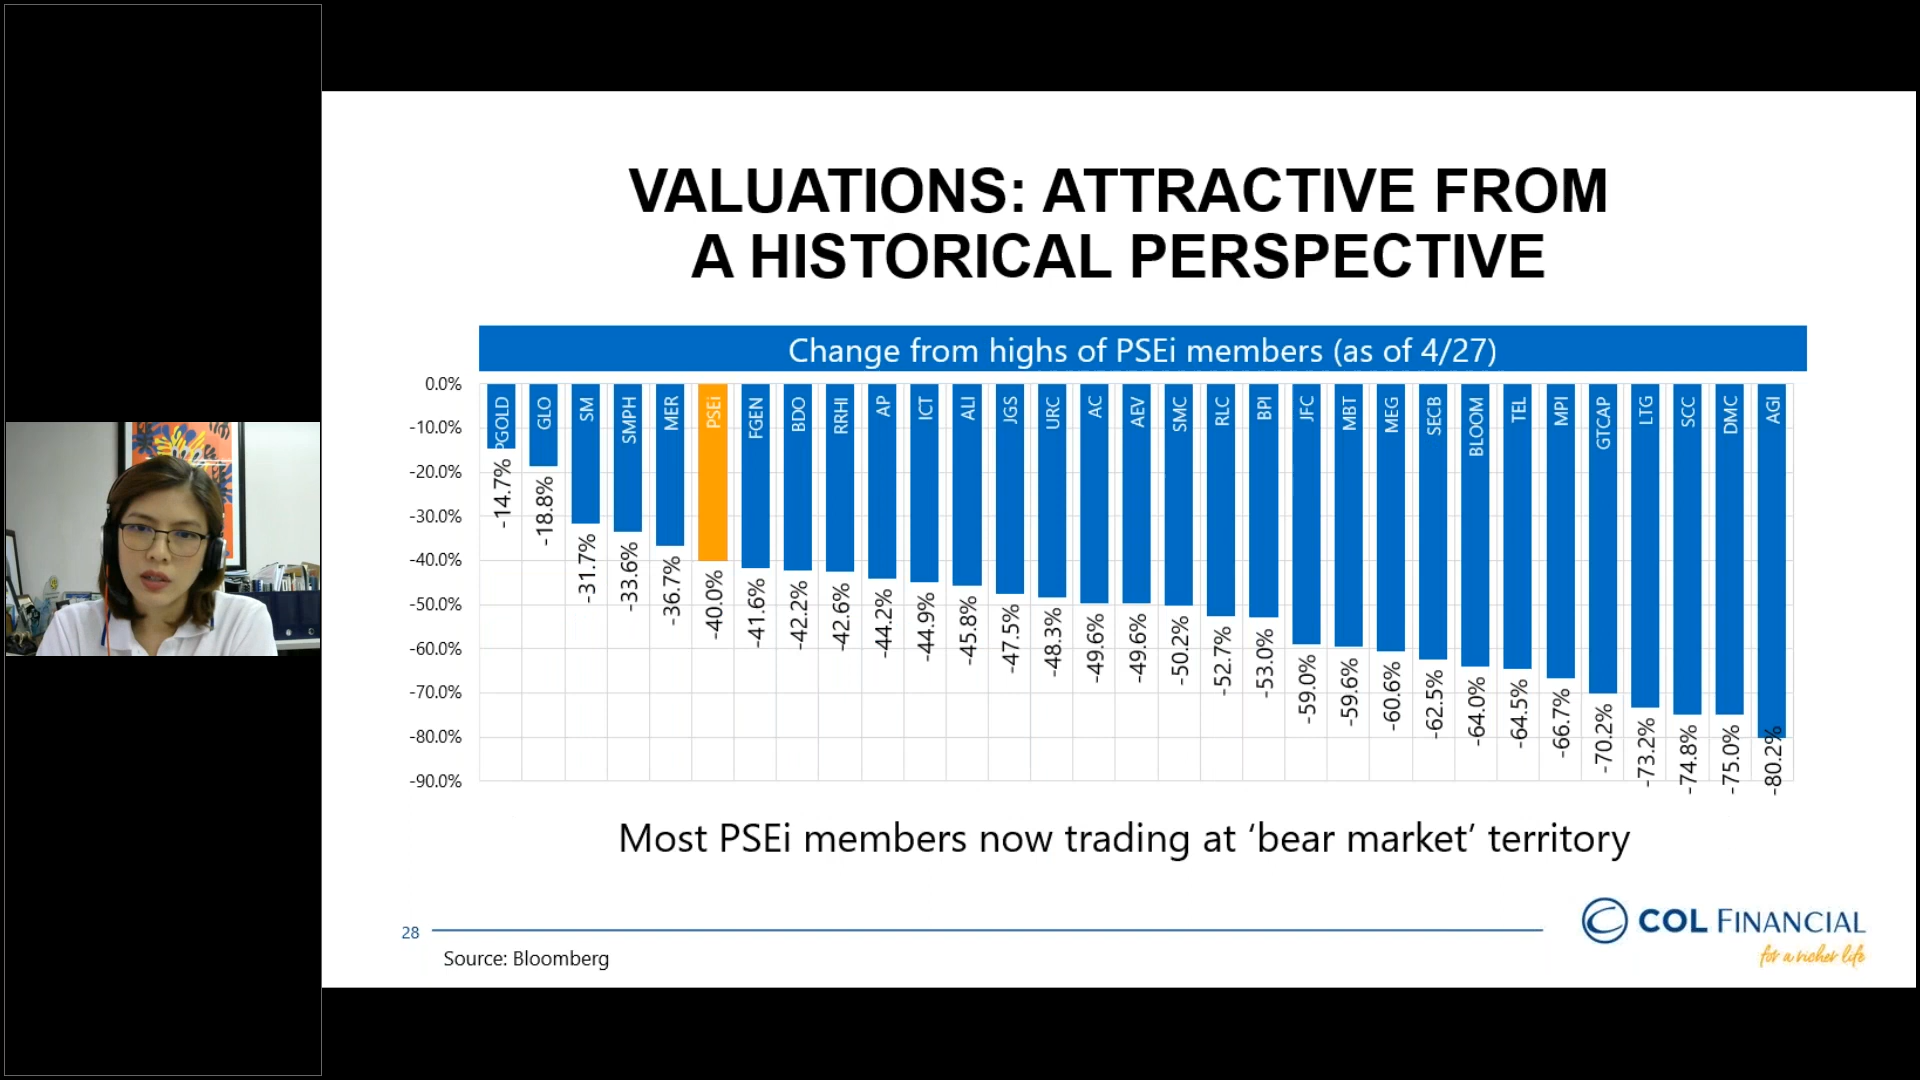 VALUATIONS: ATTRACTIVE FROM
A HISTORICAL PERSPECTIVE
Change from highs of PSEi members (as of 4/27)
0.0%
-10.0%
-20.0%
-30.0%
-40.0%
-50.0%
-60.0%
-70.0%
-80.0%
-90.0%
PGOLD
GLO
SM
SMPH
MER
PSEi
FGEN
BDO
RRHI
AP
ICT
ALI
JGS
URC
AC
AEV
SMC
RLC
BPI
JFC
MBT
MEG
SECB
BLOOM
TEL
MPI
GTCAP
LTG
SCC
DMC
AGI
-14.7%
-18.8%
-31.7%
-33.6%
-36.7%
-40.0%
-41.6%
-42.2%
-42.6%
-44.2%
-44.9%
-45.8%
-47.5%
-48.3%
-49.6%
-49.6%
-50.2%
-52.7%
-53.0%
-59.0%
-59.6%
-60.6%
-62.5%
-64.0%
-64.5%
-66.7%
-70.2%
-73.2%
-74.8%
-75.0%
-80.2%
Most PSEi members now trading at ‘bear market’ territory
28
Source: Bloomberg
COL FINANCIAL
for a richer life